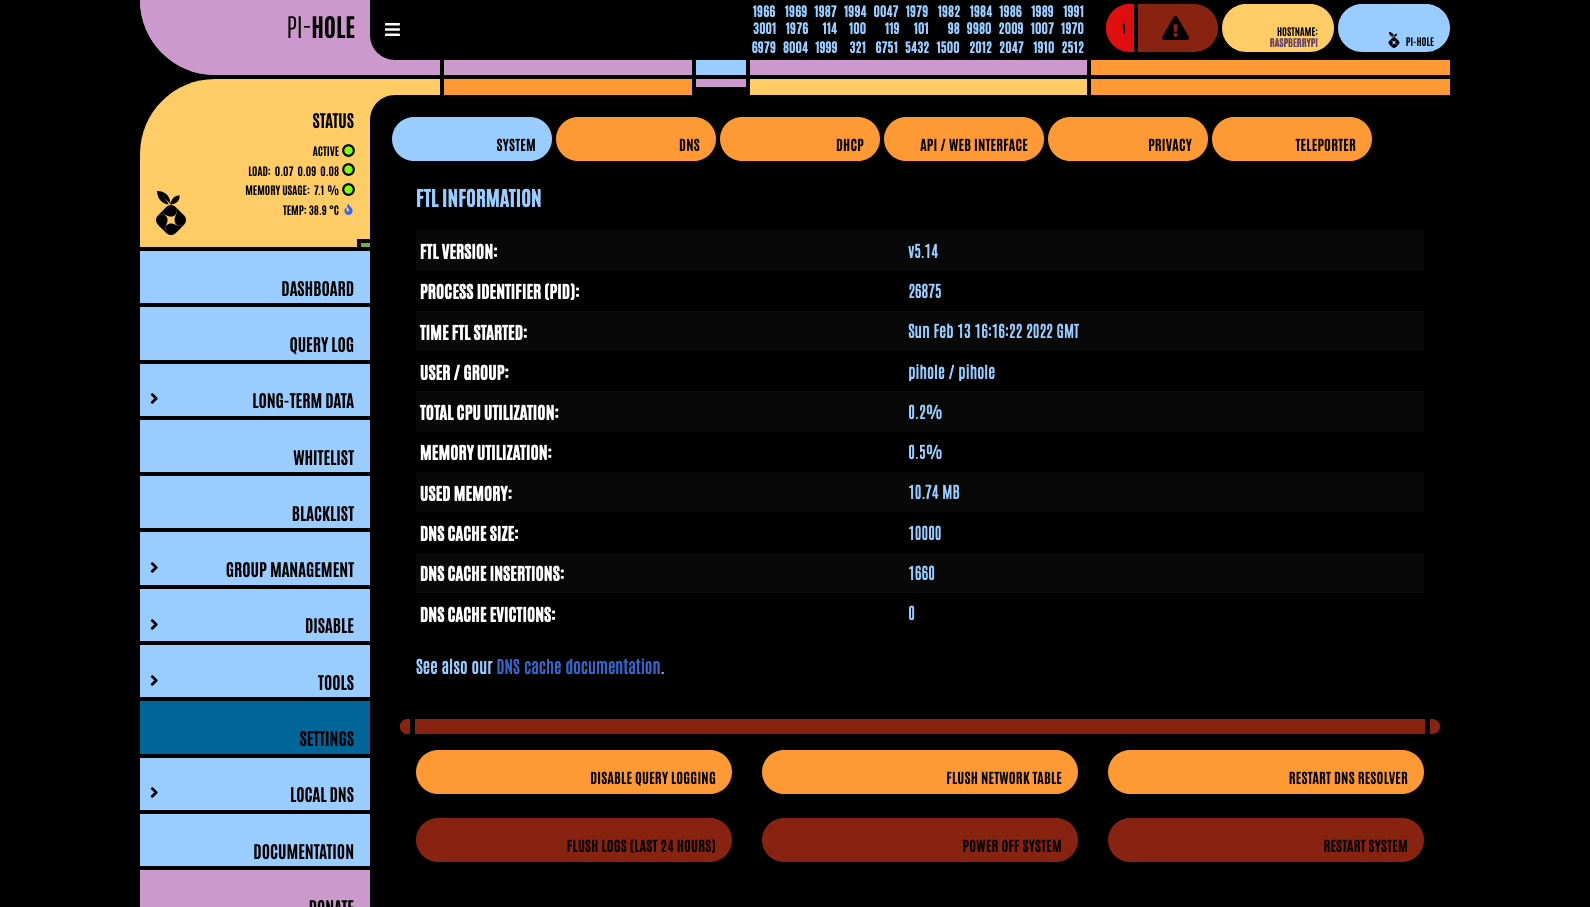 PI-HOLE
1966 1969 1987 1994 0047 1979 1982 1984 1986 1989 1991
3001 1976 114 100 119 101 98 9980 2009 1007 1970
6979 8004 1999 321 6751 5432 1500 2012 2047 1910 2512
1
HOSTNAME:
RASPBERRYPI
PI-HOLE
STATUS
ACTIVE
LOAD: 0.07 0.09 0.08
MEMORY USAGE: 7.1 %
TEMP: 38.9 °C
DASHBOARD
QUERY LOG
LONG-TERM DATA
WHITELIST
BLACKLIST
GROUP MANAGEMENT
DISABLE
TOOLS
SETTINGS
LOCAL DNS
DOCUMENTATION
DONATE
SYSTEM
DNS
DHCP
API / WEB INTERFACE
PRIVACY
TELEPORTER
FTL INFORMATION
FTL VERSION: v5.14
PROCESS IDENTIFIER (PID): 26875
TIME FTL STARTED: Sun Feb 13 16:16:22 2022 GMT
USER / GROUP: pihole / pihole
TOTAL CPU UTILIZATION: 0.2%
MEMORY UTILIZATION: 0.5%
USED MEMORY: 10.74 MB
DNS CACHE SIZE: 10000
DNS CACHE INSERTIONS: 1660
DNS CACHE EVICTIONS: 0
See also our DNS cache documentation.
DISABLE QUERY LOGGING
FLUSH NETWORK TABLE
RESTART DNS RESOLVER
FLUSH LOGS (LAST 24 HOURS)
POWER OFF SYSTEM
RESTART SYSTEM